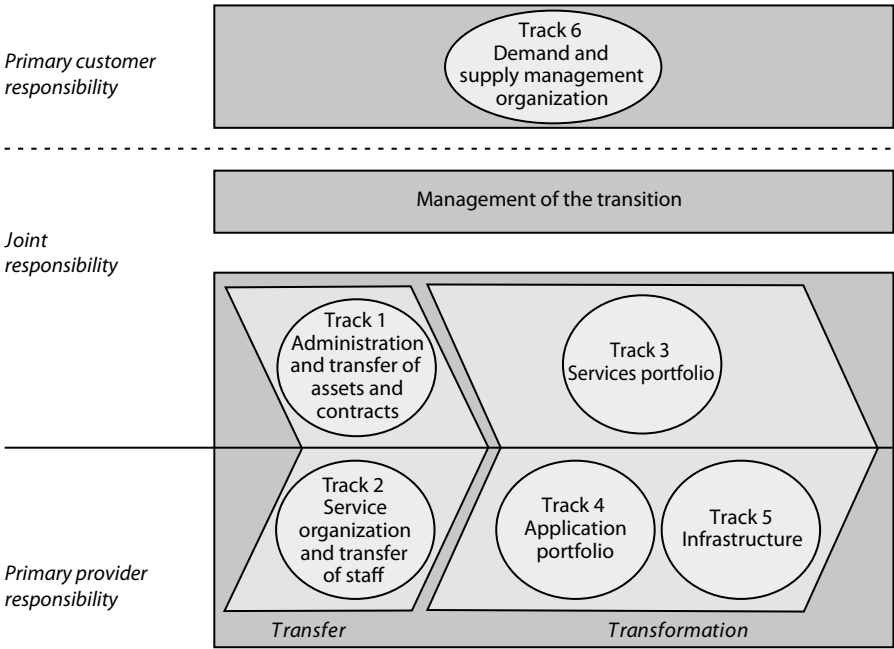 Primary customer
responsibility
Track 6
Demand and
supply management
organization
Joint
responsibility
Management of the transition
Track 1
Administration
and transfer of
assets and
contracts
Track 3
Services portfolio
Primary provider
responsibility
Track 2
Service
organization
and transfer
of staff
Track 4
Application
portfolio
Track 5
Infrastructure
Transfer
Transformation